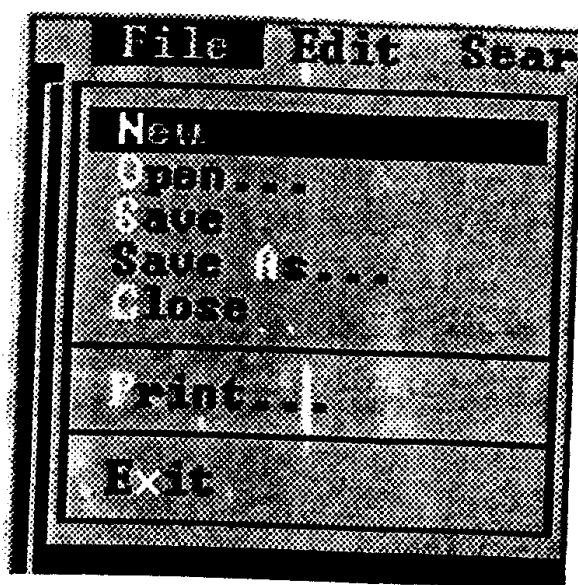 File Edit Sear
New
Open...
Save
Save As...
Close
Print...
Exit